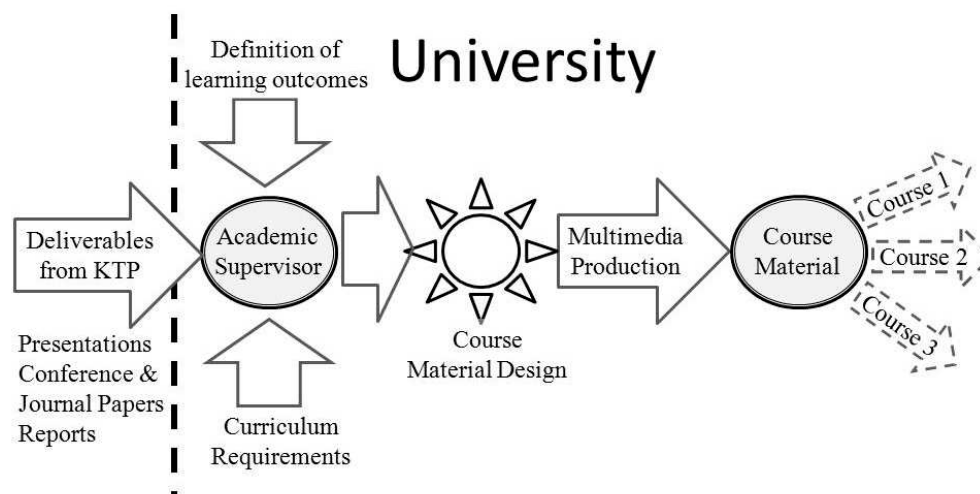 University
Definition of
learning outcomes
Deliverables
from KTP
Presentations
Conference &
Journal Papers
Reports
Academic
Supervisor
Curriculum
Requirements
Course
Material Design
Multimedia
Production
Course
Material
Course 1
Course 2
Course 3